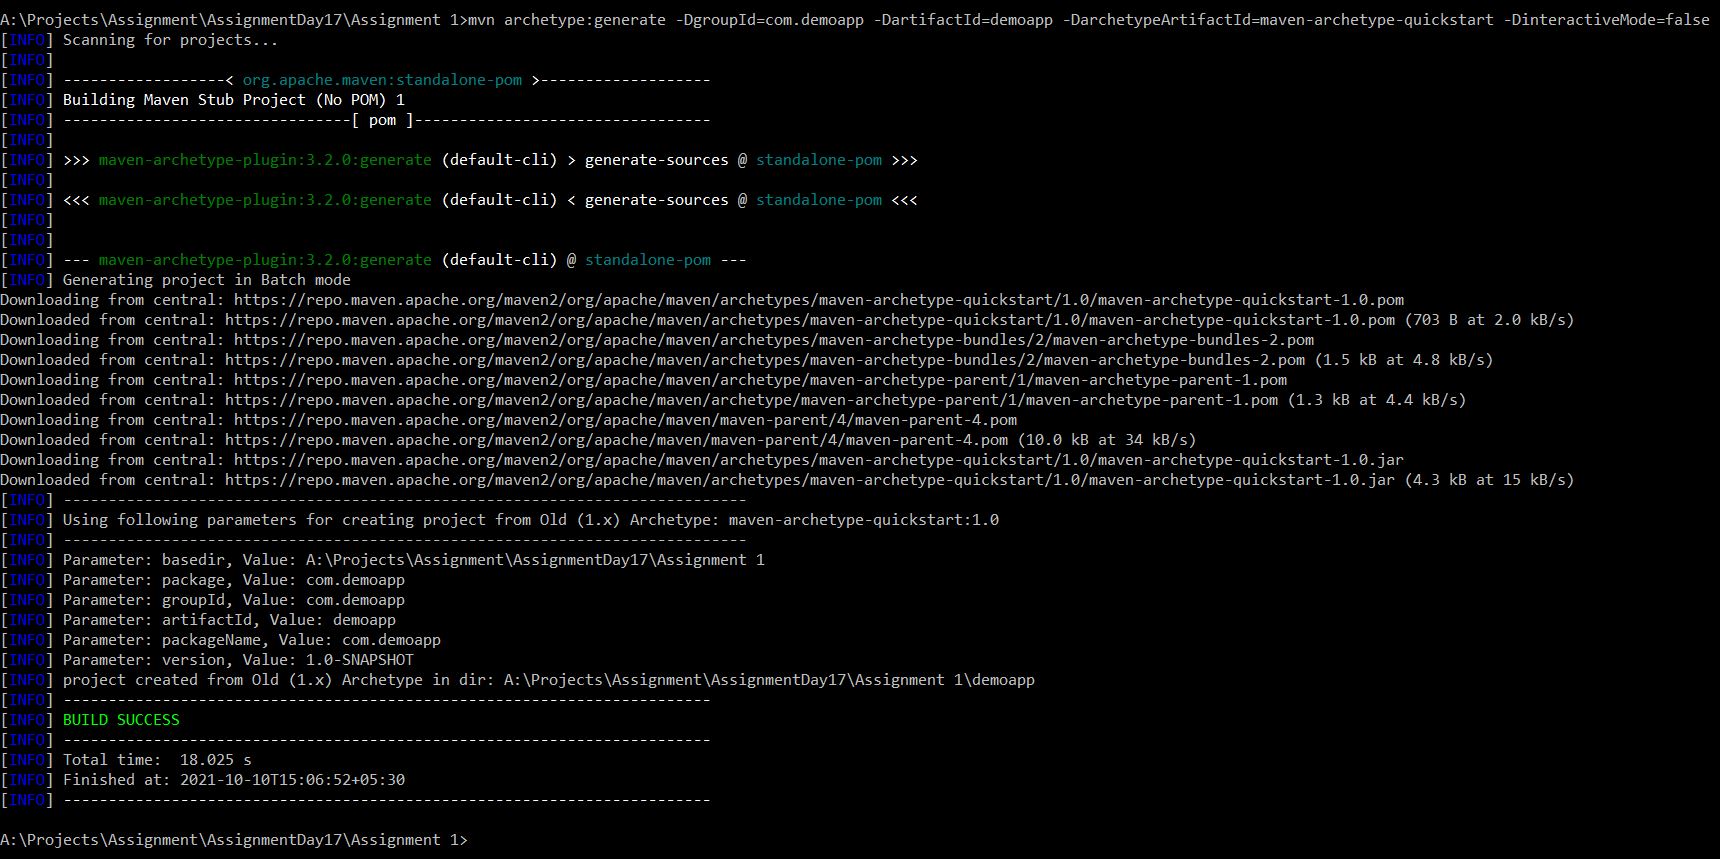 A:\Projects\Assignment\AssignmentDay17\Assignment 1>mvn archetype:generate -DgroupId=com.demoapp -DartifactId=demoapp -DarchetypeArtifactId=maven-archetype-quickstart -DinteractiveMode=false
[INFO] Scanning for projects...
[INFO]
[INFO] ------------------< org.apache.maven:standalone-pom >-------------------
[INFO] Building Maven Stub Project (No POM) 1
[INFO] --------------------------------[ pom ]---------------------------------
[INFO]
[INFO] >>> maven-archetype-plugin:3.2.0:generate (default-cli) > generate-sources @ standalone-pom >>>
[INFO]
[INFO] <<< maven-archetype-plugin:3.2.0:generate (default-cli) < generate-sources @ standalone-pom <<<
[INFO]
[INFO]
[INFO] --- maven-archetype-plugin:3.2.0:generate (default-cli) @ standalone-pom ---
[INFO] Generating project in Batch mode
Downloading from central: https://repo.maven.apache.org/maven2/org/apache/maven/archetypes/maven-archetype-quickstart/1.0/maven-archetype-quickstart-1.0.pom
Downloaded from central: https://repo.maven.apache.org/maven2/org/apache/maven/archetypes/maven-archetype-quickstart/1.0/maven-archetype-quickstart-1.0.pom (703 B at 2.0 kB/s)
Downloading from central: https://repo.maven.apache.org/maven2/org/apache/maven/archetypes/maven-archetype-bundles/2/maven-archetype-bundles-2.pom
Downloaded from central: https://repo.maven.apache.org/maven2/org/apache/maven/archetypes/maven-archetype-bundles/2/maven-archetype-bundles-2.pom (1.5 kB at 4.8 kB/s)
Downloading from central: https://repo.maven.apache.org/maven2/org/apache/maven/archetype/maven-archetype-parent/1/maven-archetype-parent-1.pom
Downloaded from central: https://repo.maven.apache.org/maven2/org/apache/maven/archetype/maven-archetype-parent/1/maven-archetype-parent-1.pom (1.3 kB at 4.4 kB/s)
Downloading from central: https://repo.maven.apache.org/maven2/org/apache/maven/maven-parent/4/maven-parent-4.pom
Downloaded from central: https://repo.maven.apache.org/maven2/org/apache/maven/maven-parent/4/maven-parent-4.pom (10.0 kB at 34 kB/s)
Downloading from central: https://repo.maven.apache.org/maven2/org/apache/maven/archetypes/maven-archetype-quickstart/1.0/maven-archetype-quickstart-1.0.jar
Downloaded from central: https://repo.maven.apache.org/maven2/org/apache/maven/archetypes/maven-archetype-quickstart/1.0/maven-archetype-quickstart-1.0.jar (4.3 kB at 15 kB/s)
[INFO] ----------------------------------------------------------------------------
[INFO] Using following parameters for creating project from Old (1.x) Archetype: maven-archetype-quickstart:1.0
[INFO] ----------------------------------------------------------------------------
[INFO] Parameter: basedir, Value: A:\Projects\Assignment\AssignmentDay17\Assignment 1
[INFO] Parameter: package, Value: com.demoapp
[INFO] Parameter: groupId, Value: com.demoapp
[INFO] Parameter: artifactId, Value: demoapp
[INFO] Parameter: packageName, Value: com.demoapp
[INFO] Parameter: version, Value: 1.0-SNAPSHOT
[INFO] project created from Old (1.x) Archetype in dir: A:\Projects\Assignment\AssignmentDay17\Assignment 1\demoapp
[INFO] ------------------------------------------------------------------------
[INFO] BUILD SUCCESS
[INFO] ------------------------------------------------------------------------
[INFO] Total time:  18.025 s
[INFO] Finished at: 2021-10-10T15:06:52+05:30
[INFO] ------------------------------------------------------------------------
A:\Projects\Assignment\AssignmentDay17\Assignment 1>